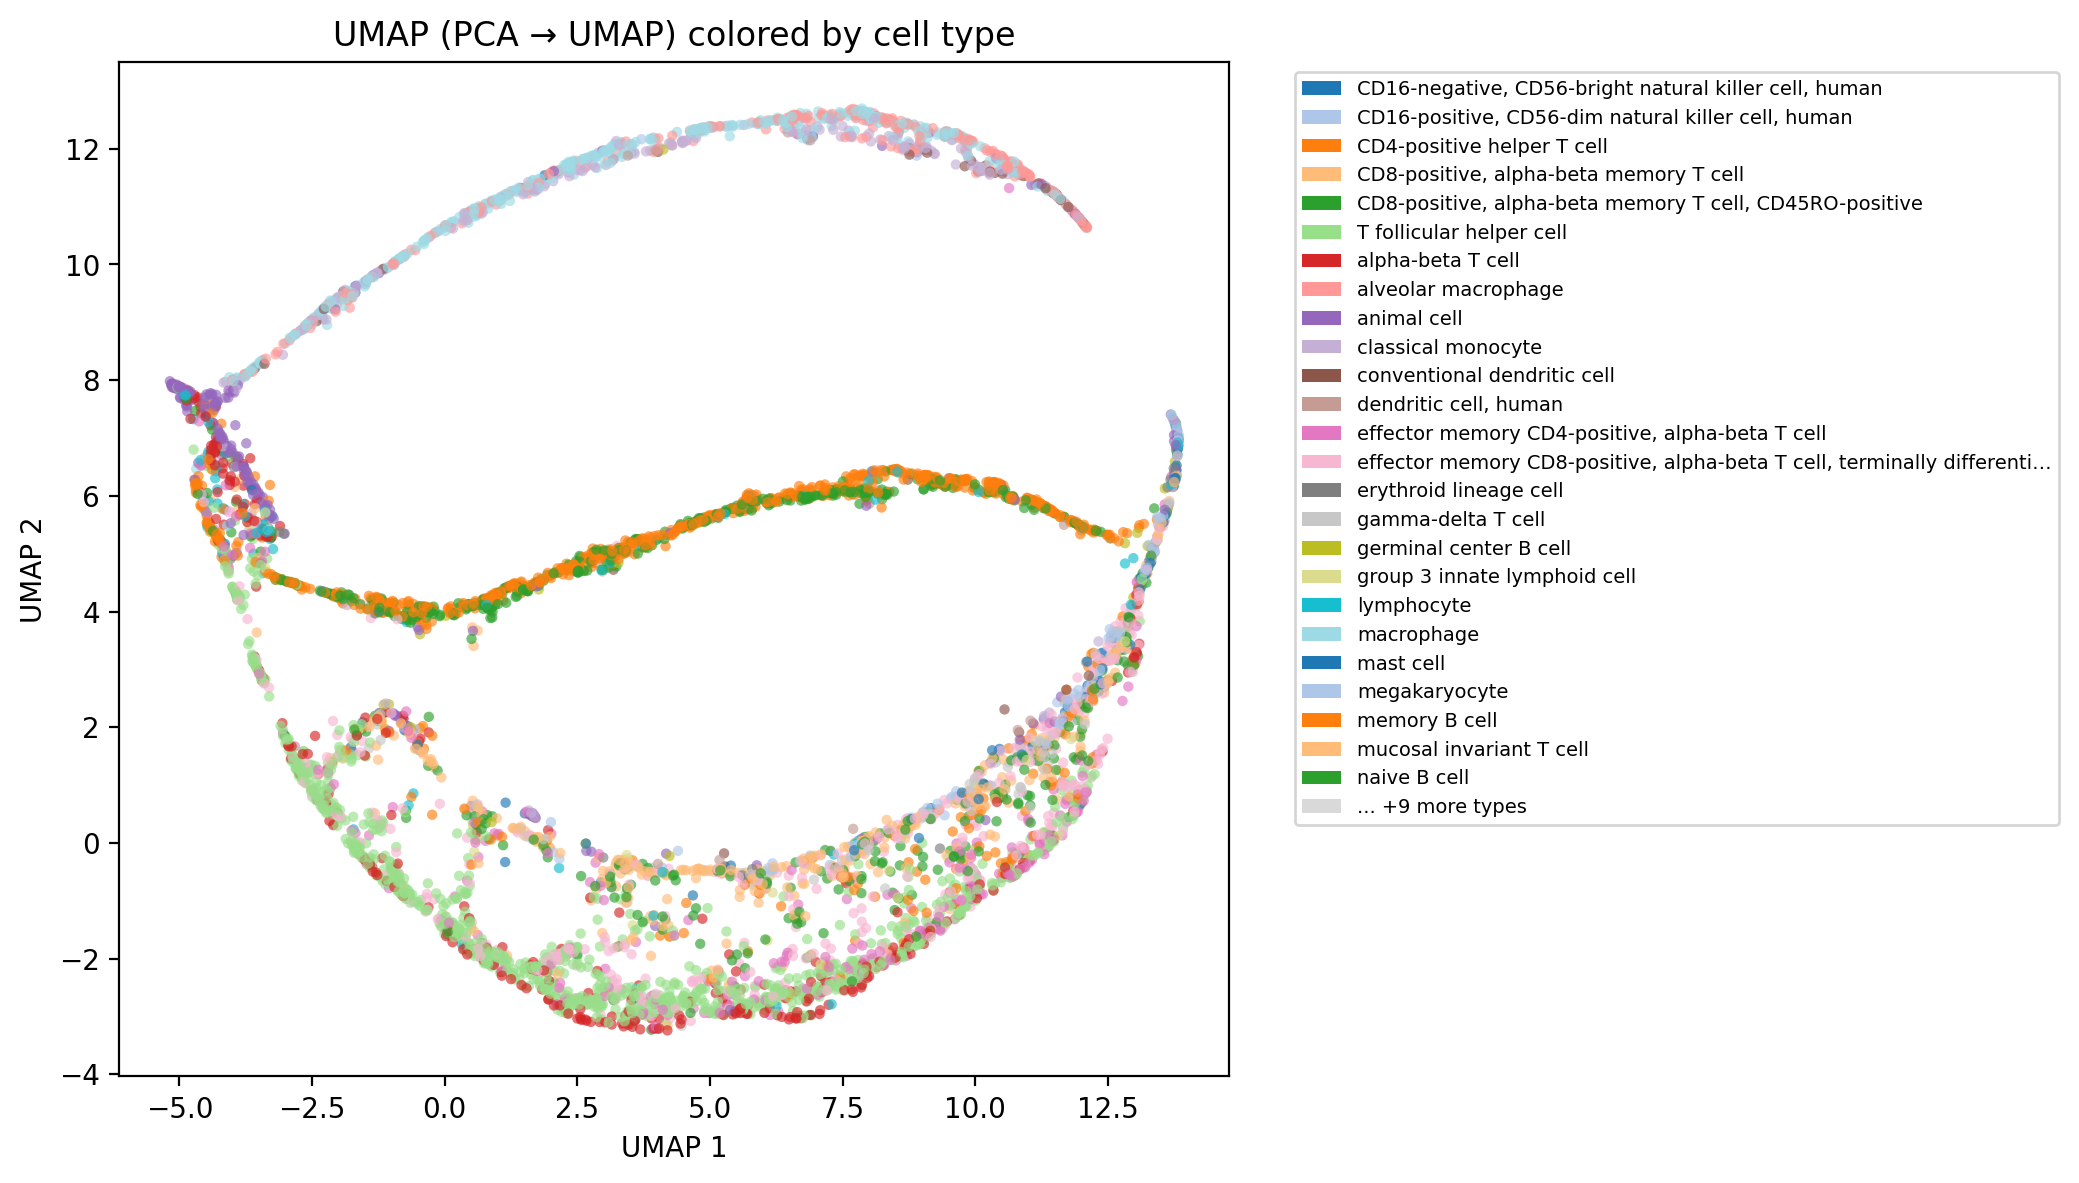 UMAP (PCA → UMAP) colored by cell type
UMAP 2
12
10
8
6
4
2
0
−2
−4
−5.0 −2.5 0.0 2.5 5.0 7.5 10.0 12.5
UMAP 1
CD16-negative, CD56-bright natural killer cell, human
CD16-positive, CD56-dim natural killer cell, human
CD4-positive helper T cell
CD8-positive, alpha-beta memory T cell
CD8-positive, alpha-beta memory T cell, CD45RO-positive
T follicular helper cell
alpha-beta T cell
alveolar macrophage
animal cell
classical monocyte
conventional dendritic cell
dendritic cell, human
effector memory CD4-positive, alpha-beta T cell
effector memory CD8-positive, alpha-beta T cell, terminally differenti…
erythroid lineage cell
gamma-delta T cell
germinal center B cell
group 3 innate lymphoid cell
lymphocyte
macrophage
mast cell
megakaryocyte
memory B cell
mucosal invariant T cell
naive B cell
… +9 more types